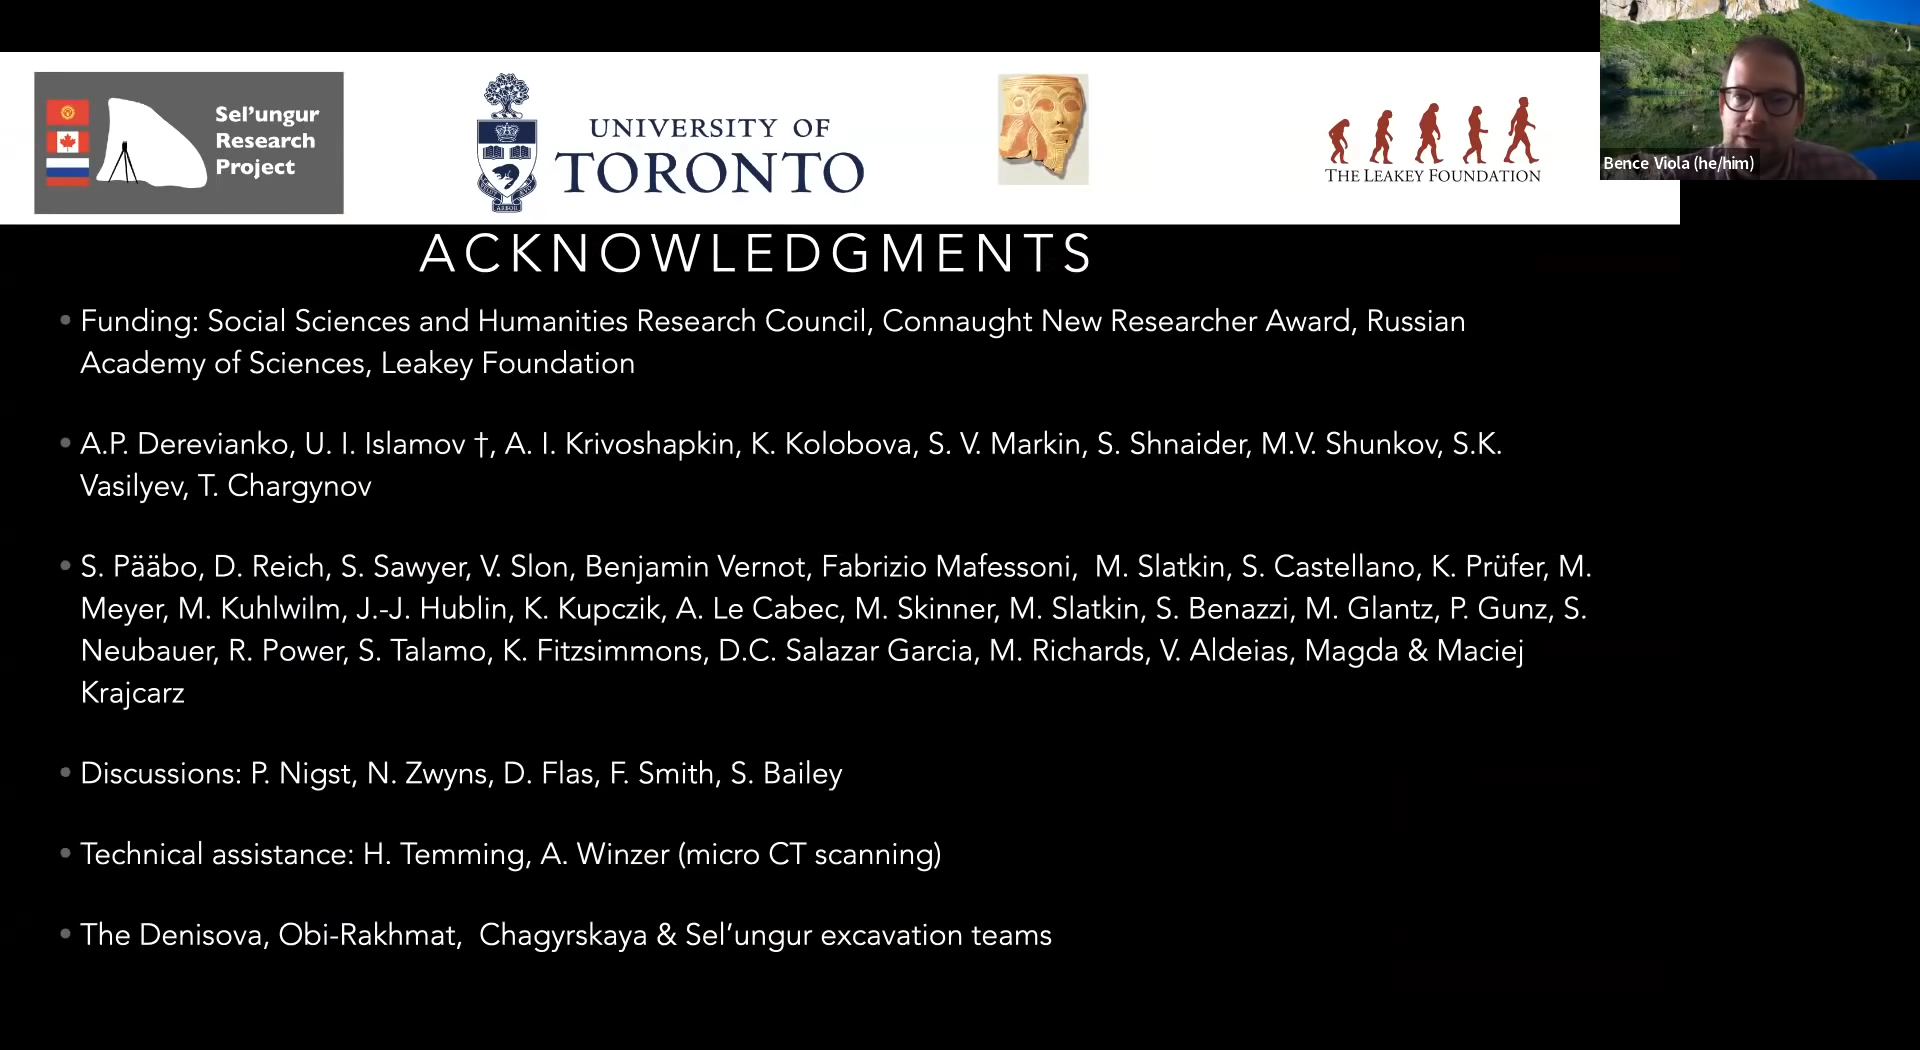 Sel'ungur
Research
Project
UNIVERSITY OF
TORONTO
ARBOR
THE LEAKEY FOUNDATION
Bence Viola (he/him)
ACKNOWLEDGMENTS
• Funding: Social Sciences and Humanities Research Council, Connaught New Researcher Award, Russian
Academy of Sciences, Leakey Foundation
• A.P. Derevianko, U. I. Islamov †, A. I. Krivoshapkin, K. Kolobova, S. V. Markin, S. Shnaider, M.V. Shunkov, S.K.
Vasilyev, T. Chargynov
• S. Pääbo, D. Reich, S. Sawyer, V. Slon, Benjamin Vernot, Fabrizio Mafessoni,  M. Slatkin, S. Castellano, K. Prüfer, M.
Meyer, M. Kuhlwilm, J.-J. Hublin, K. Kupczik, A. Le Cabec, M. Skinner, M. Slatkin, S. Benazzi, M. Glantz, P. Gunz, S.
Neubauer, R. Power, S. Talamo, K. Fitzsimmons, D.C. Salazar Garcia, M. Richards, V. Aldeias, Magda & Maciej
Krajcarz
• Discussions: P. Nigst, N. Zwyns, D. Flas, F. Smith, S. Bailey
• Technical assistance: H. Temming, A. Winzer (micro CT scanning)
• The Denisova, Obi-Rakhmat,  Chagyrskaya & Sel'ungur excavation teams